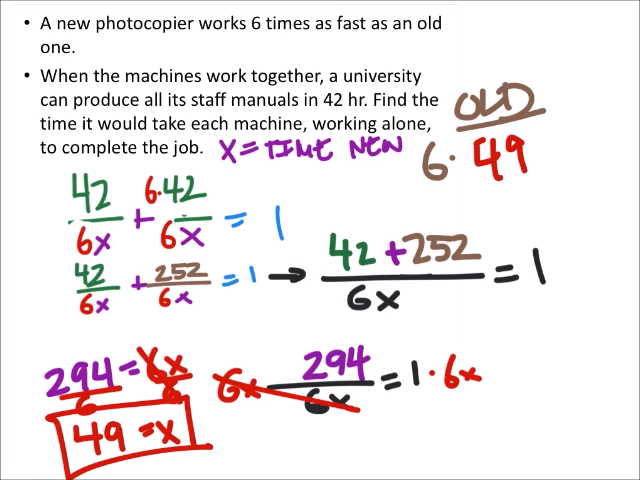 • A new photocopier works 6 times as fast as an old
one.
• When the machines work together, a university
can produce all its staff manuals in 42 hr. Find the
time it would take each machine, working alone,
to complete the job.
X = TIME NEW
OLD
6 · 49
42/6x + 6·42/6x = 1
42/6x + 252/6x = 1 → 42 + 252/6x = 1
294/6 = 6x/6
6x 294/6x = 1 · 6x
49 = x